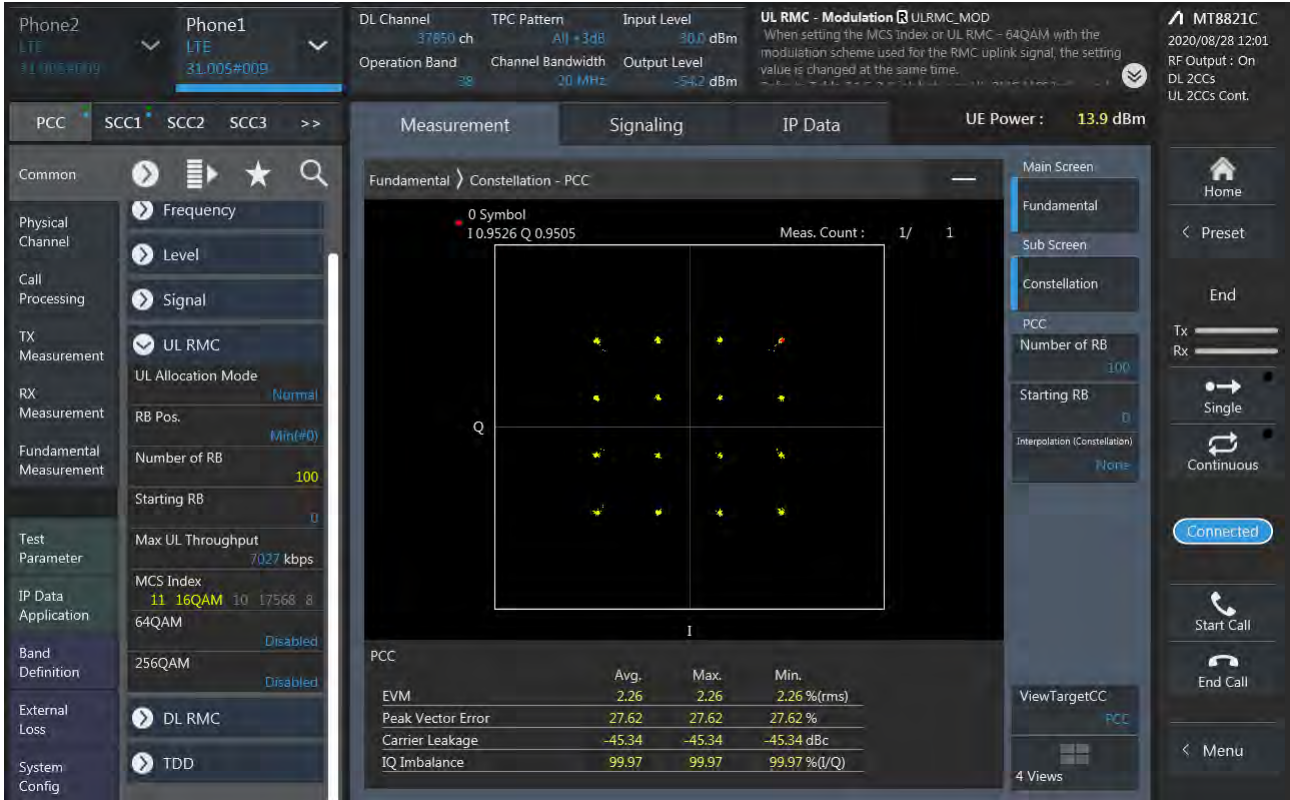 Phone2
LTE
31.005#009
Phone1
LTE
31.005#009
DL Channel
37850 ch
Operation Band
38
TPC Pattern
All +3dB
Channel Bandwidth
20 MHz
Input Level
30.0 dBm
Output Level
-54.2 dBm
UL RMC - Modulation R ULRMC_MOD
When setting the MCS Index or UL RMC - 64QAM with the
modulation scheme used for the RMC uplink signal, the setting
value is changed at the same time.
MT8821C
2020/08/28 12:01
RF Output : On
DL 2CCs
UL 2CCs Cont.
PCC SCC1 SCC2 SCC3 >>
Measurement Signaling IP Data
UE Power : 13.9 dBm
Common
Physical
Channel
Call
Processing
TX
Measurement
RX
Measurement
Fundamental
Measurement
Test
Parameter
IP Data
Application
Band
Definition
External
Loss
System
Config
Frequency
Level
Signal
UL RMC
UL Allocation Mode
Normal
RB Pos.
Min(#0)
Number of RB
100
Starting RB
0
Max UL Throughput
7027 kbps
MCS Index
11 16QAM 10 17568 8
64QAM
Disabled
256QAM
Disabled
DL RMC
TDD
Fundamental > Constellation - PCC
0 Symbol
I 0.9526 Q 0.9505
Meas. Count : 1/ 1
Q
I
PCC
Avg. Max. Min.
EVM 2.26 2.26 2.26 %(rms)
Peak Vector Error 27.62 27.62 27.62 %
Carrier Leakage -45.34 -45.34 -45.34 dBc
IQ Imbalance 99.97 99.97 99.97 %(I/Q)
Main Screen
Fundamental
Sub Screen
Constellation
PCC
Number of RB
100
Starting RB
0
Interpolation (Constellation)
None
ViewTargetCC
PCC
4 Views
Home
< Preset
End
Tx
Rx
Single
Continuous
Connected
Start Call
End Call
< Menu